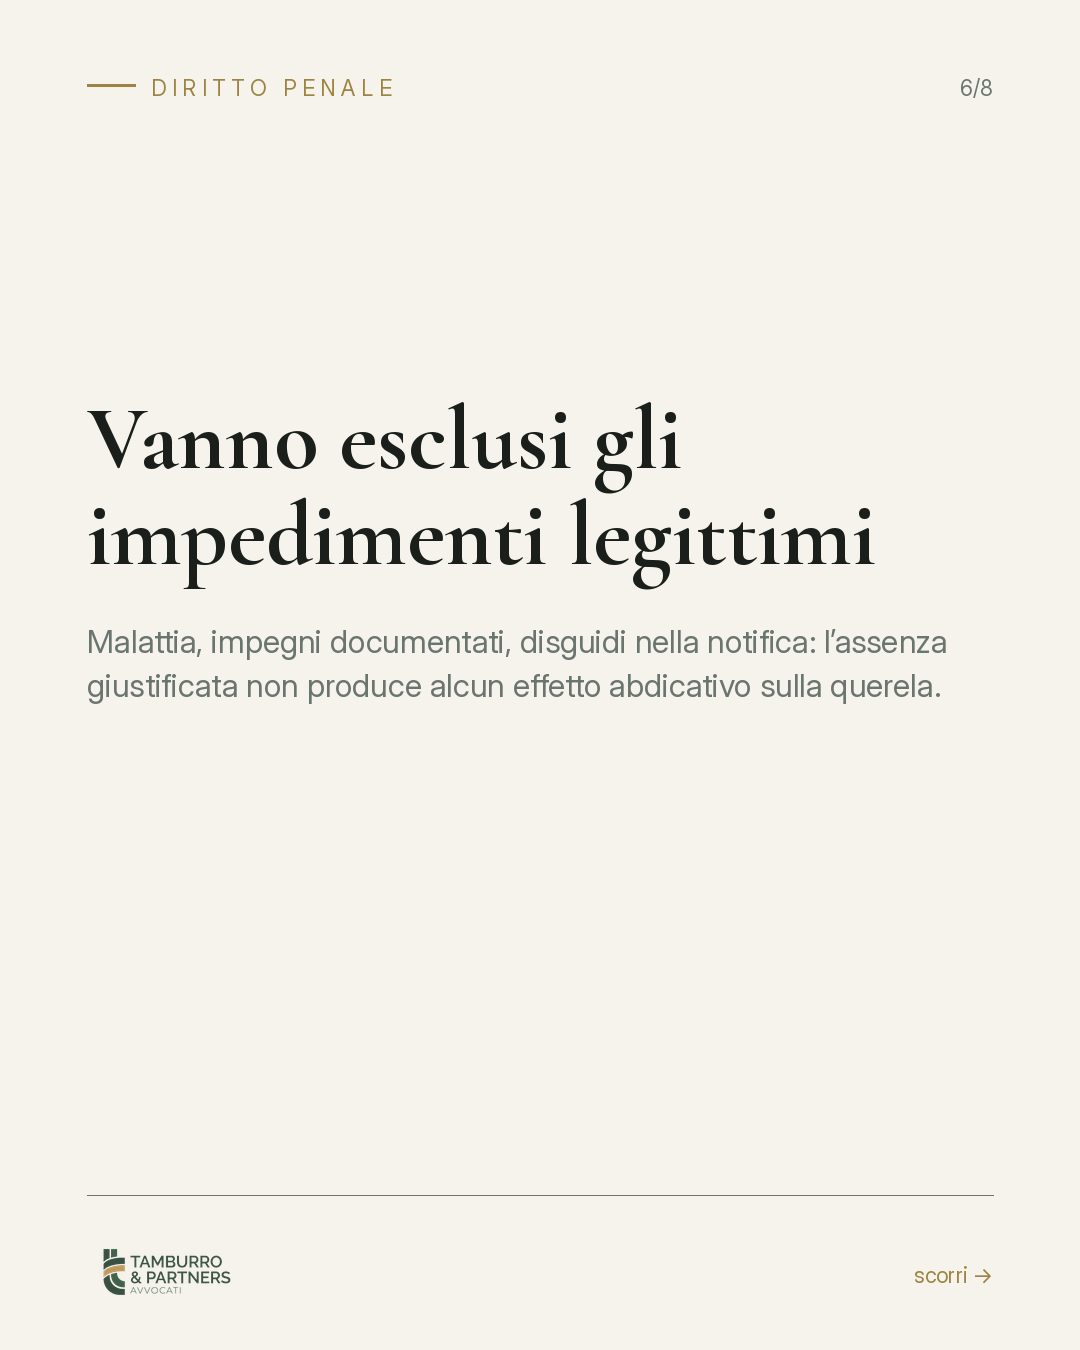 DIRITTO PENALE
6/8
Vanno esclusi gli
impedimenti legittimi
Malattia, impegni documentati, disguidi nella notifica: l’assenza
giustificata non produce alcun effetto abdicativo sulla querela.
TAMBURRO
& PARTNERS
AVVOCATI
scorri →